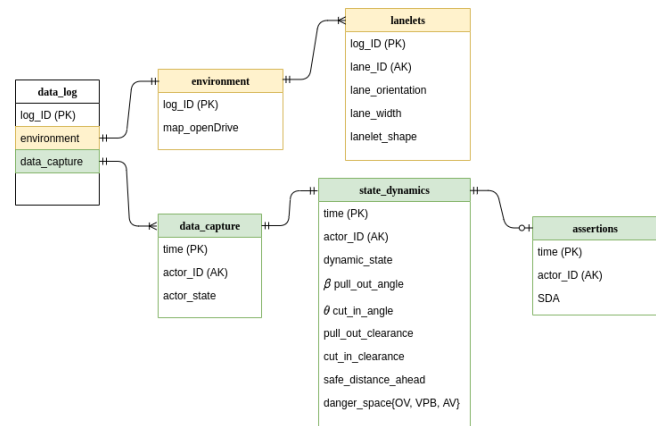 data_log
log_ID (PK)
environment
data_capture
environment
log_ID (PK)
map_openDrive
lanelets
log_ID (PK)
lane_ID (AK)
lane_orientation
lane_width
lanelet_shape
data_capture
time (PK)
actor_ID (AK)
actor_state
state_dynamics
time (PK)
actor_ID (AK)
dynamic_state
β pull_out_angle
θ cut_in_angle
pull_out_clearance
cut_in_clearance
safe_distance_ahead
danger_space{OV, VPB, AV}
assertions
time (PK)
actor_ID (AK)
SDA